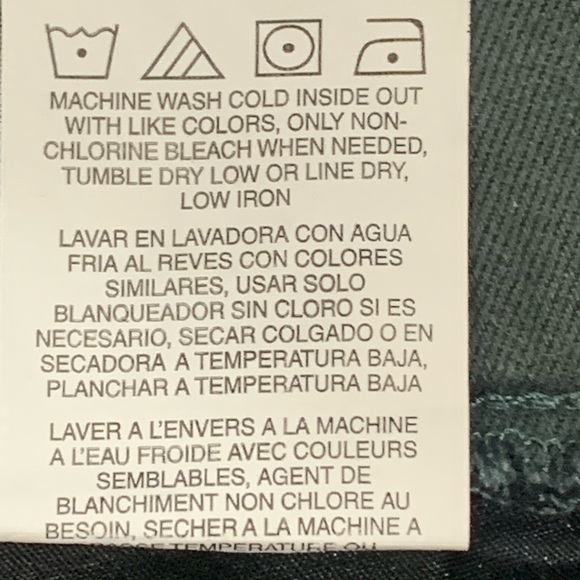 MACHINE WASH COLD INSIDE OUT
WITH LIKE COLORS, ONLY NON-
CHLORINE BLEACH WHEN NEEDED,
TUMBLE DRY LOW OR LINE DRY,
LOW IRON
LAVAR EN LAVADORA CON AGUA
FRIA AL REVES CON COLORES
SIMILARES, USAR SOLO
BLANQUEADOR SIN CLORO SI ES
NECESARIO, SECAR COLGADO O EN
SECADORA A TEMPERATURA BAJA,
PLANCHAR A TEMPERATURA BAJA
LAVER A L'ENVERS A LA MACHINE
A L'EAU FROIDE AVEC COULEURS
SEMBLABLES, AGENT DE
BLANCHIMENT NON CHLORE AU
BESOIN, SECHER A LA MACHINE A
TEMPERATURE OU